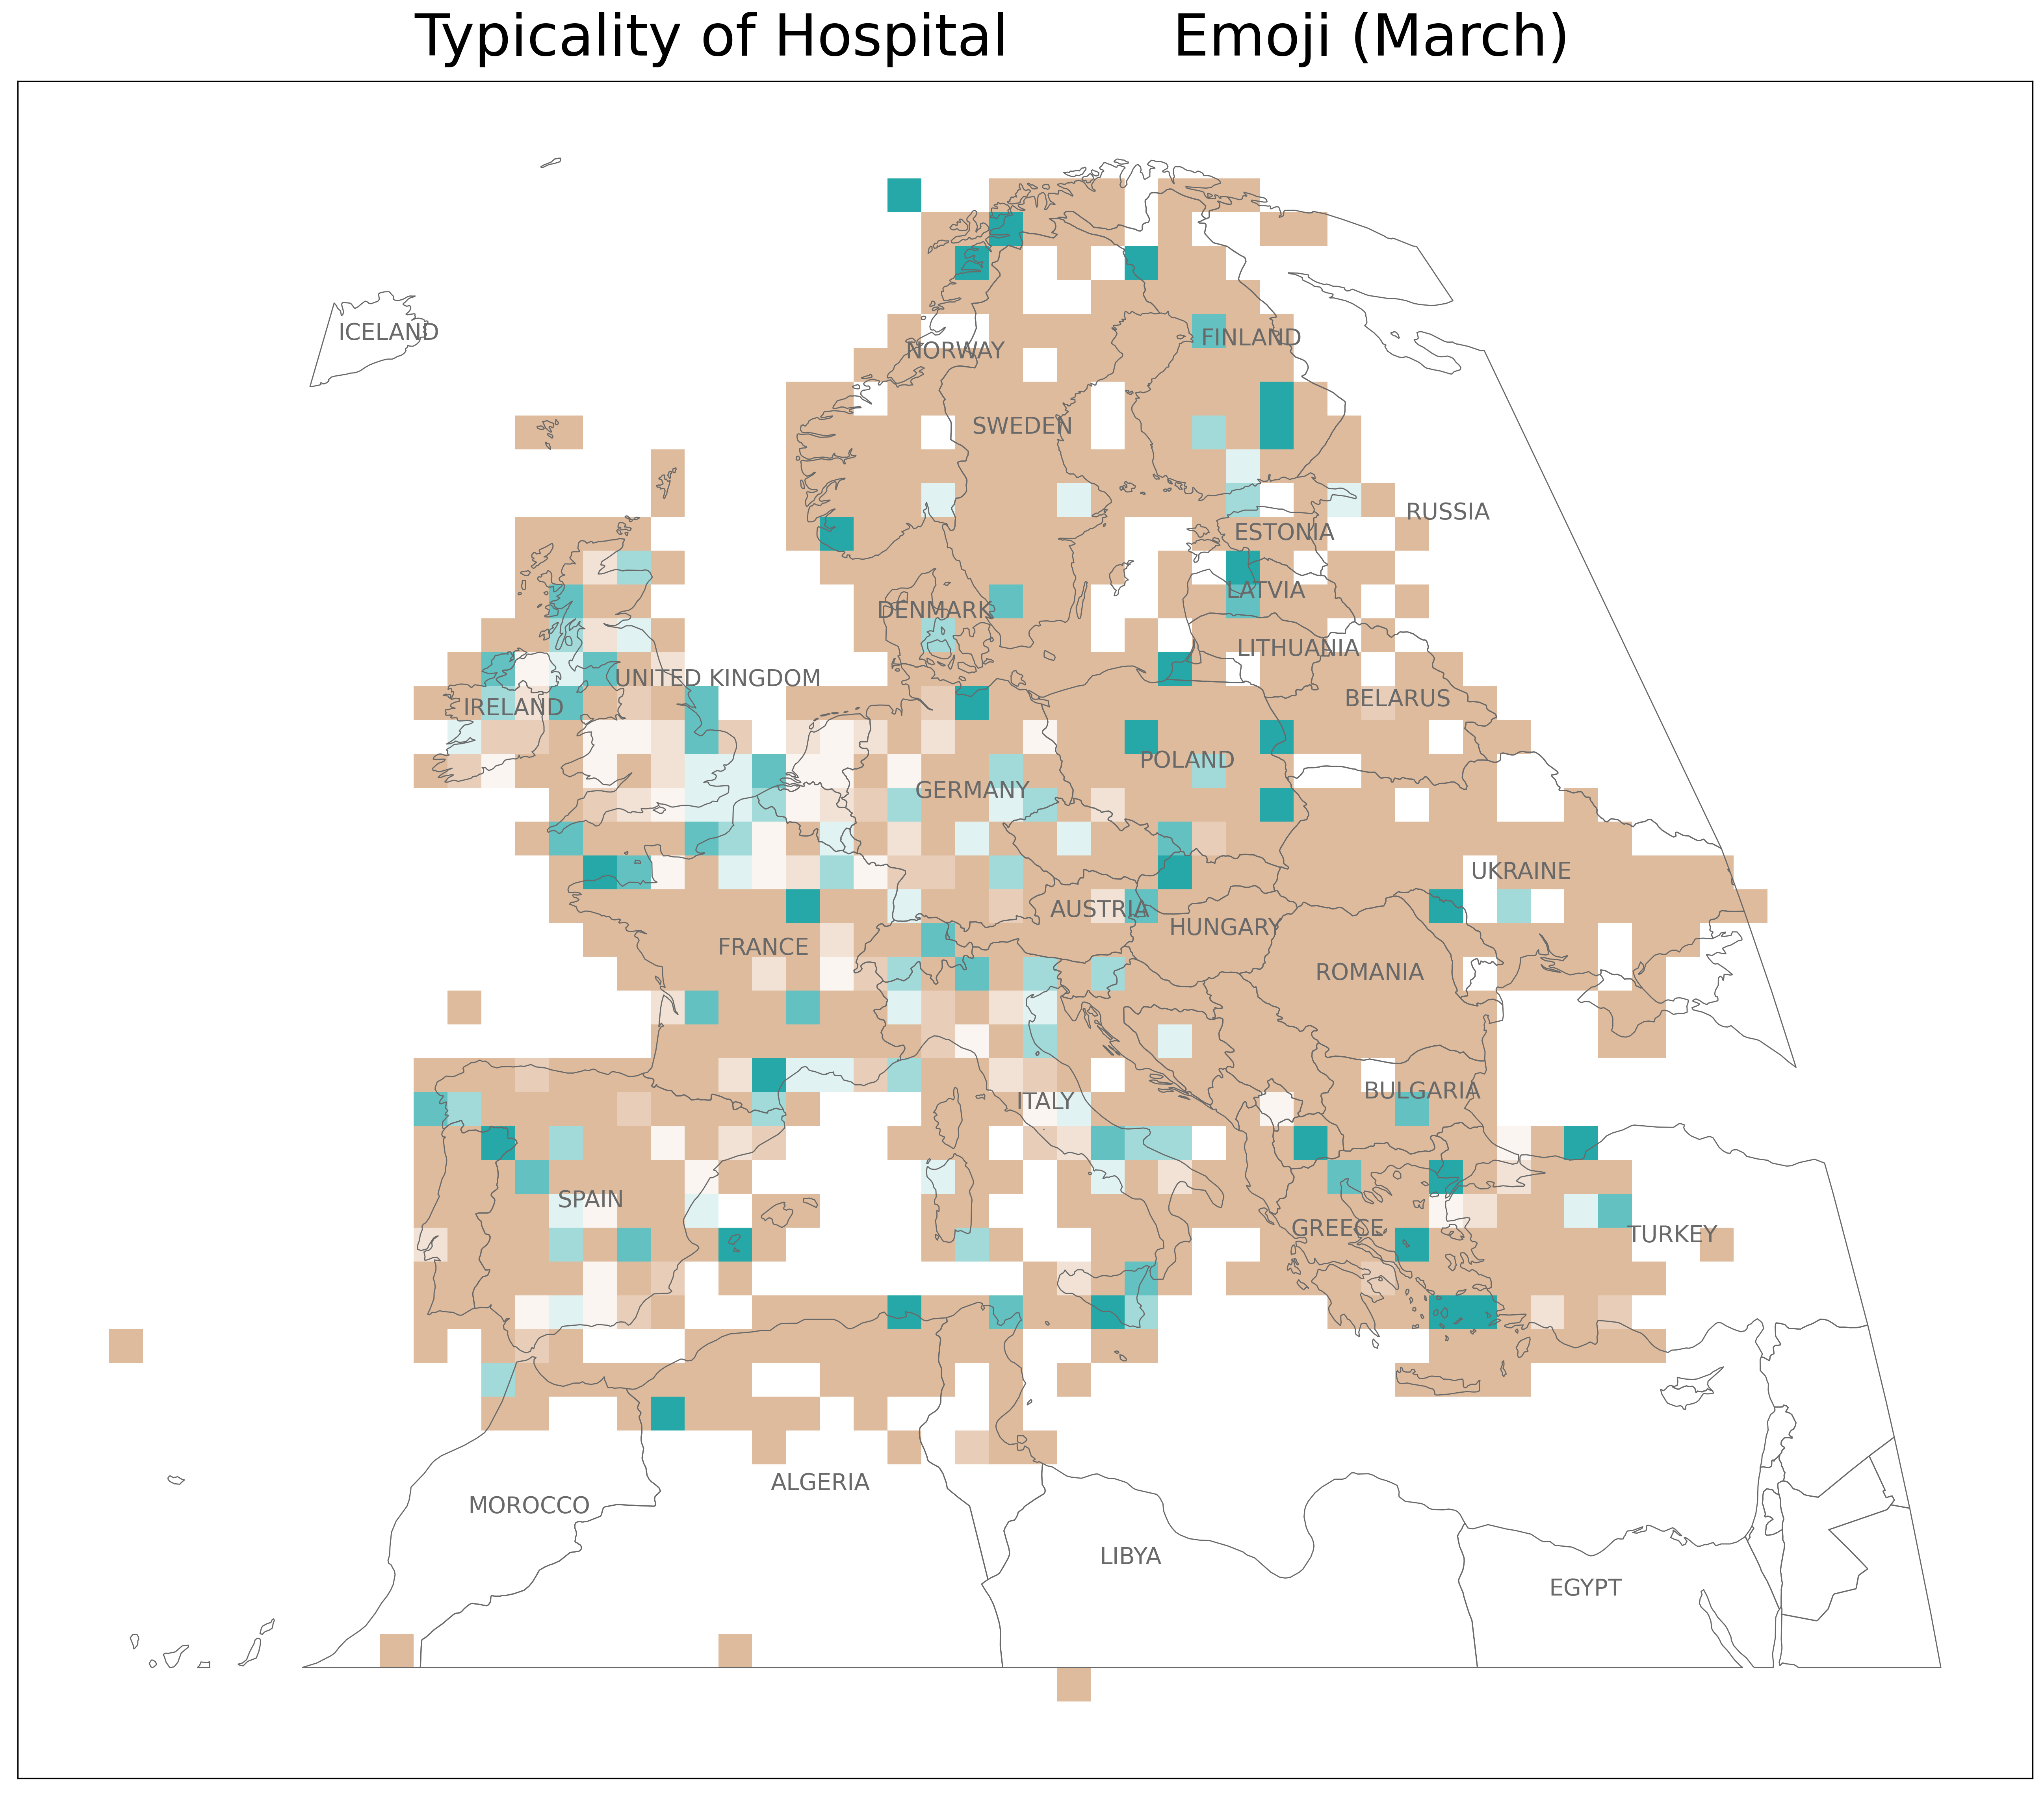 Typicality of Hospital Emoji (March)
ICELAND
FINLAND
NORWAY
SWEDEN
RUSSIA
ESTONIA
LATVIA
DENMARK
LITHUANIA
UNITED KINGDOM
BELARUS
IRELAND
POLAND
GERMANY
UKRAINE
AUSTRIA
HUNGARY
FRANCE
ROMANIA
BULGARIA
ITALY
SPAIN
GREECE
TURKEY
ALGERIA
MOROCCO
LIBYA
EGYPT